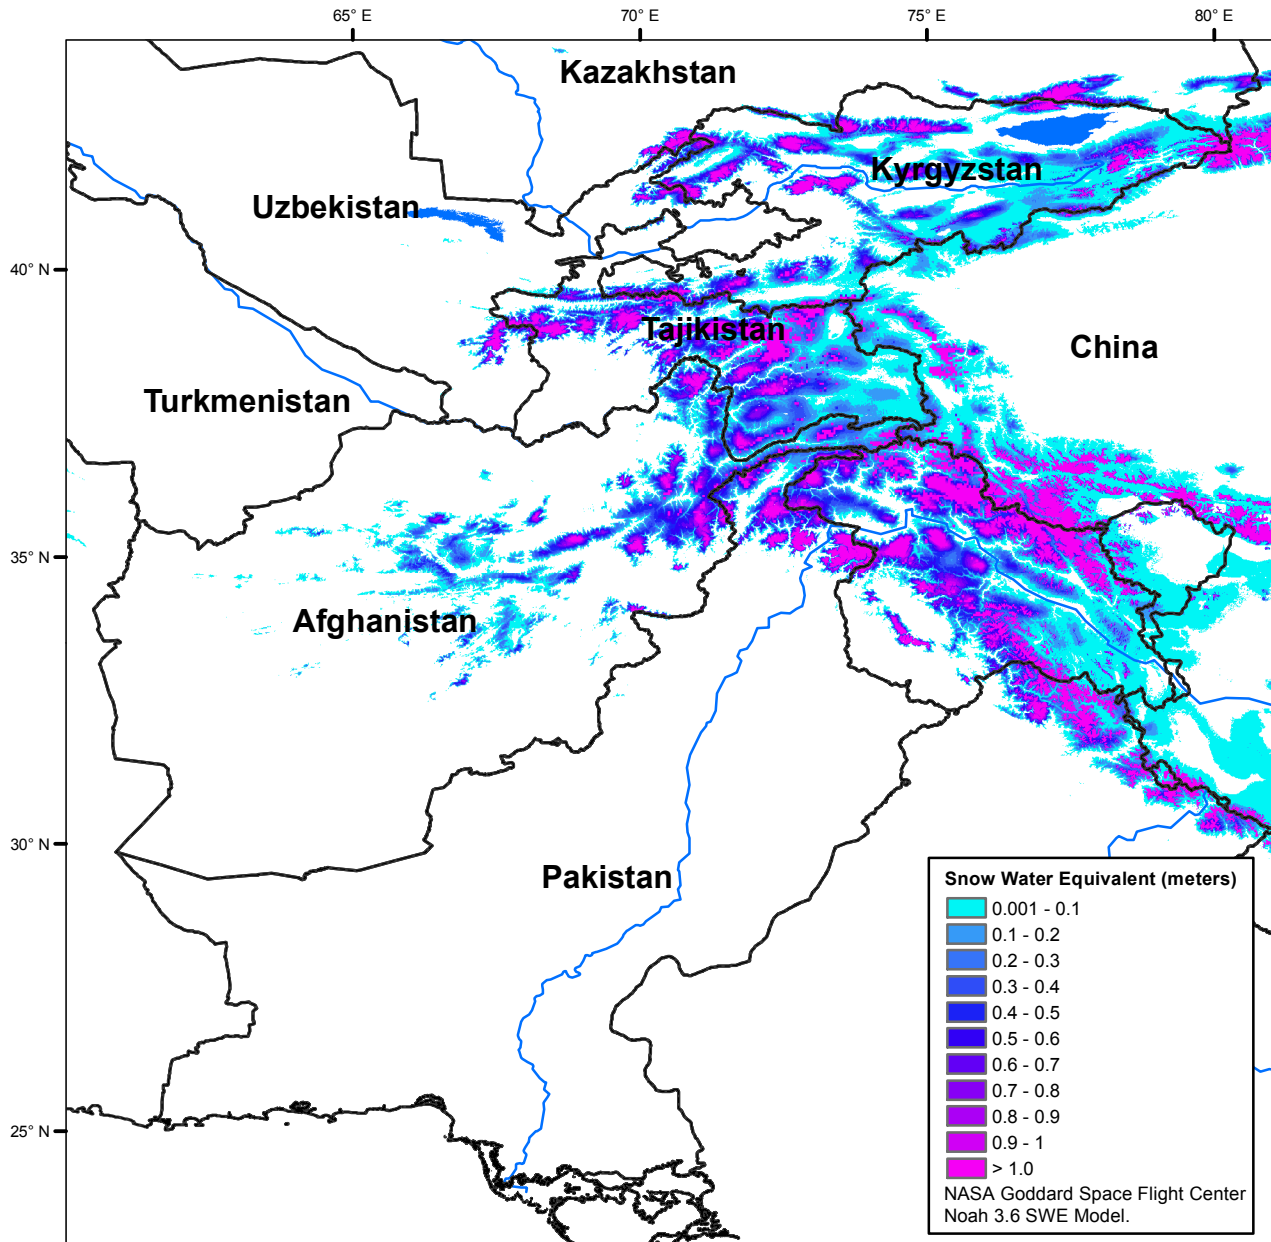 65° E
70° E
75° E
80° E
Kazakhstan
Kyrgyzstan
Uzbekistan
40° N
Tajikistan
China
Turkmenistan
35° N
Afghanistan
30° N
Pakistan
25° N
Snow Water Equivalent (meters)
0.001 - 0.1
0.1 - 0.2
0.2 - 0.3
0.3 - 0.4
0.4 - 0.5
0.5 - 0.6
0.6 - 0.7
0.7 - 0.8
0.8 - 0.9
0.9 - 1
> 1.0
NASA Goddard Space Flight Center
Noah 3.6 SWE Model.